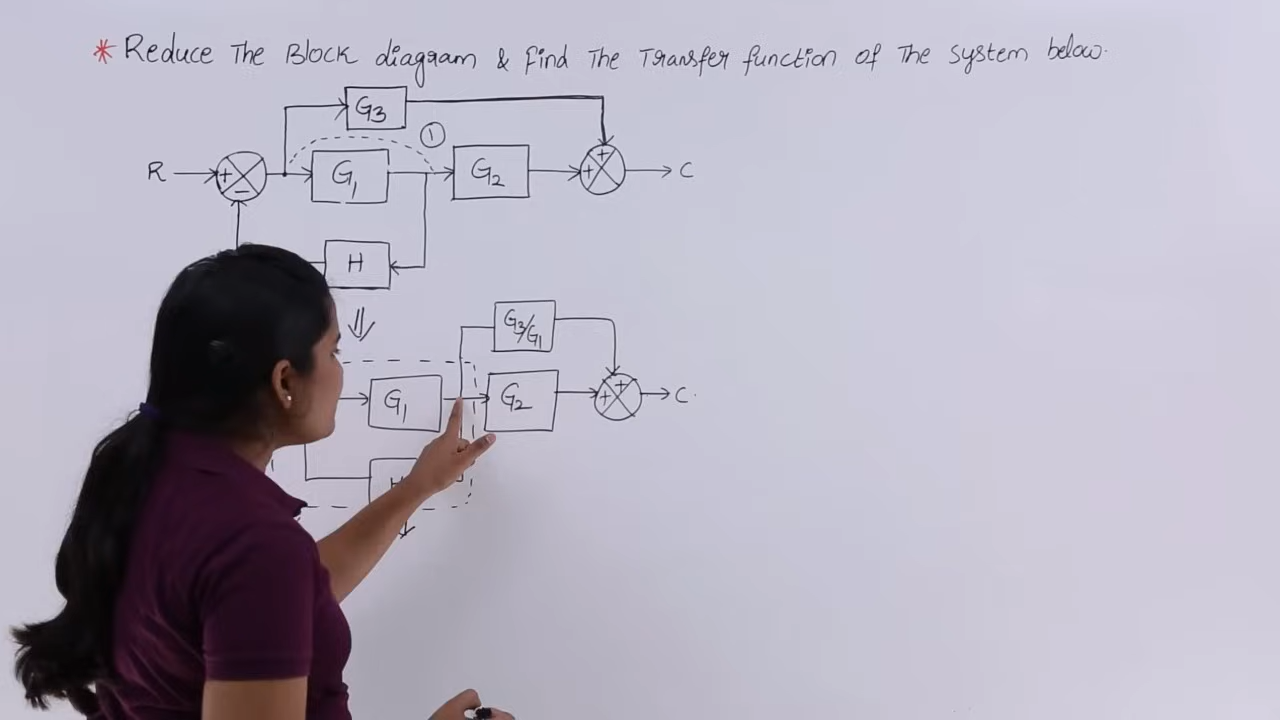 * Reduce The Block diagram & find The Transfer function of The system below.
G3
①
R + − G1 G2 + + C
H
G3/G1
G1 G2 + + C.
H